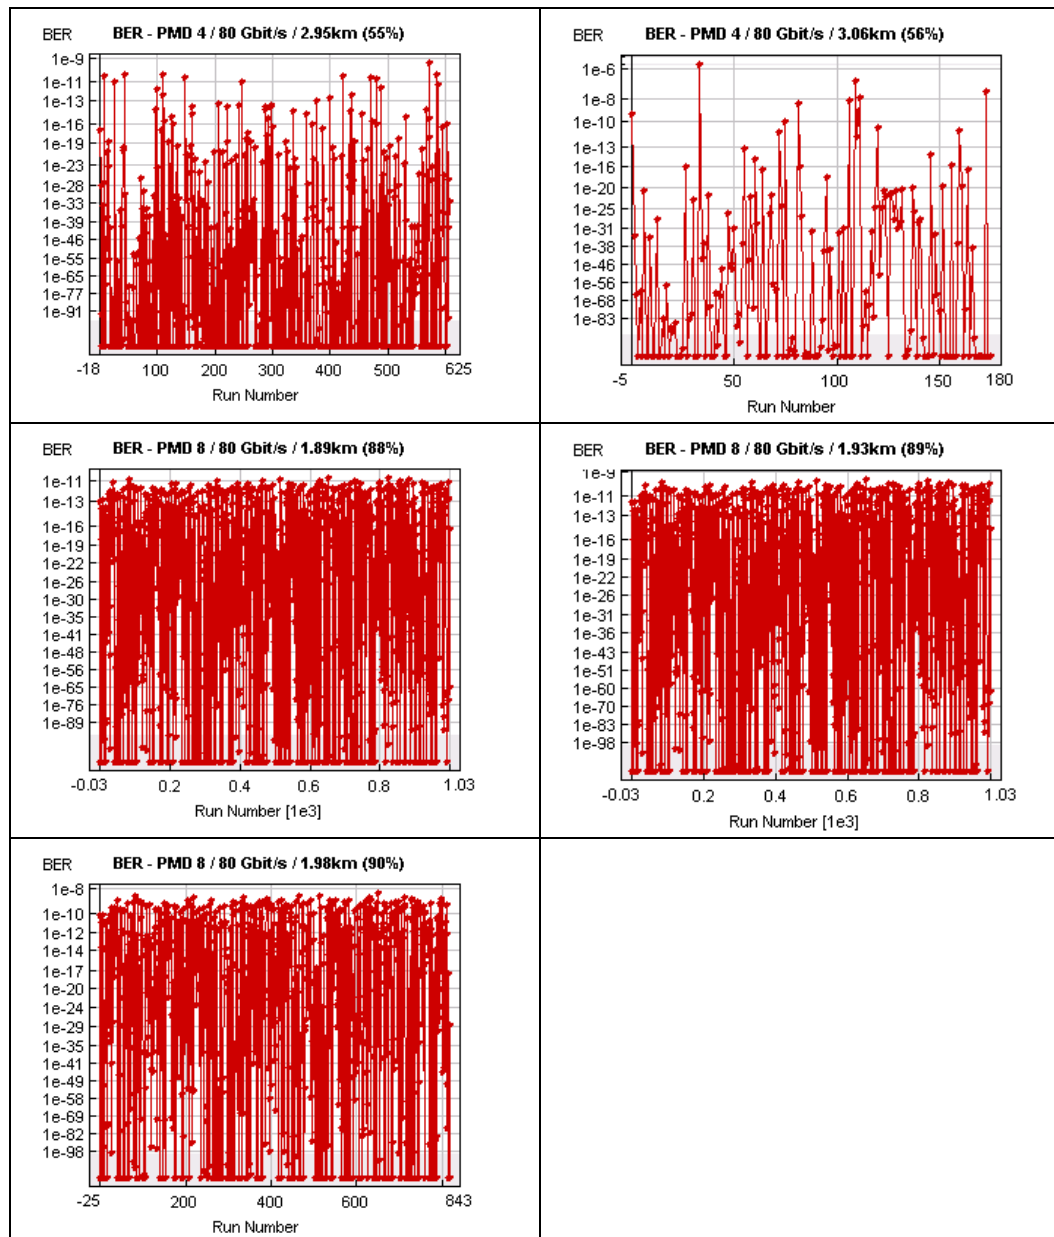 BER BER - PMD 4 / 80 Gbit/s / 2.95km (55%)
1e-9
1e-11
1e-13
1e-16
1e-19
1e-23
1e-28
1e-33
1e-39
1e-46
1e-55
1e-65
1e-77
1e-91
-18 100 200 300 400 500 625
Run Number
BER BER - PMD 4 / 80 Gbit/s / 3.06km (56%)
1e-6
1e-8
1e-10
1e-13
1e-16
1e-20
1e-25
1e-31
1e-38
1e-46
1e-56
1e-68
1e-83
-5 50 100 150 180
Run Number
BER BER - PMD 8 / 80 Gbit/s / 1.89km (88%)
1e-11
1e-13
1e-16
1e-19
1e-22
1e-26
1e-30
1e-35
1e-41
1e-48
1e-56
1e-65
1e-76
1e-89
-0.03 0.2 0.4 0.6 0.8 1.03
Run Number [1e3]
BER BER - PMD 8 / 80 Gbit/s / 1.93km (89%)
1e-9
1e-11
1e-13
1e-16
1e-19
1e-22
1e-26
1e-31
1e-36
1e-43
1e-51
1e-60
1e-70
1e-83
1e-98
-0.03 0.2 0.4 0.6 0.8 1.03
Run Number [1e3]
BER BER - PMD 8 / 80 Gbit/s / 1.98km (90%)
1e-8
1e-10
1e-12
1e-14
1e-17
1e-20
1e-24
1e-29
1e-35
1e-41
1e-49
1e-58
1e-69
1e-82
1e-98
-25 200 400 600 843
Run Number